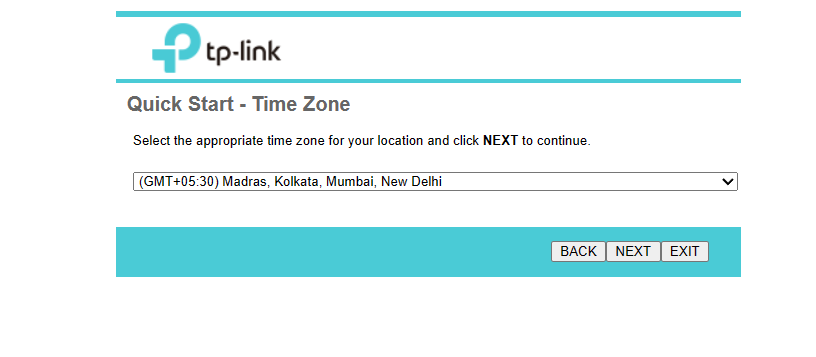 tp-link
Quick Start - Time Zone
Select the appropriate time zone for your location and click NEXT to continue.
(GMT+05:30) Madras, Kolkata, Mumbai, New Delhi
BACK NEXT EXIT